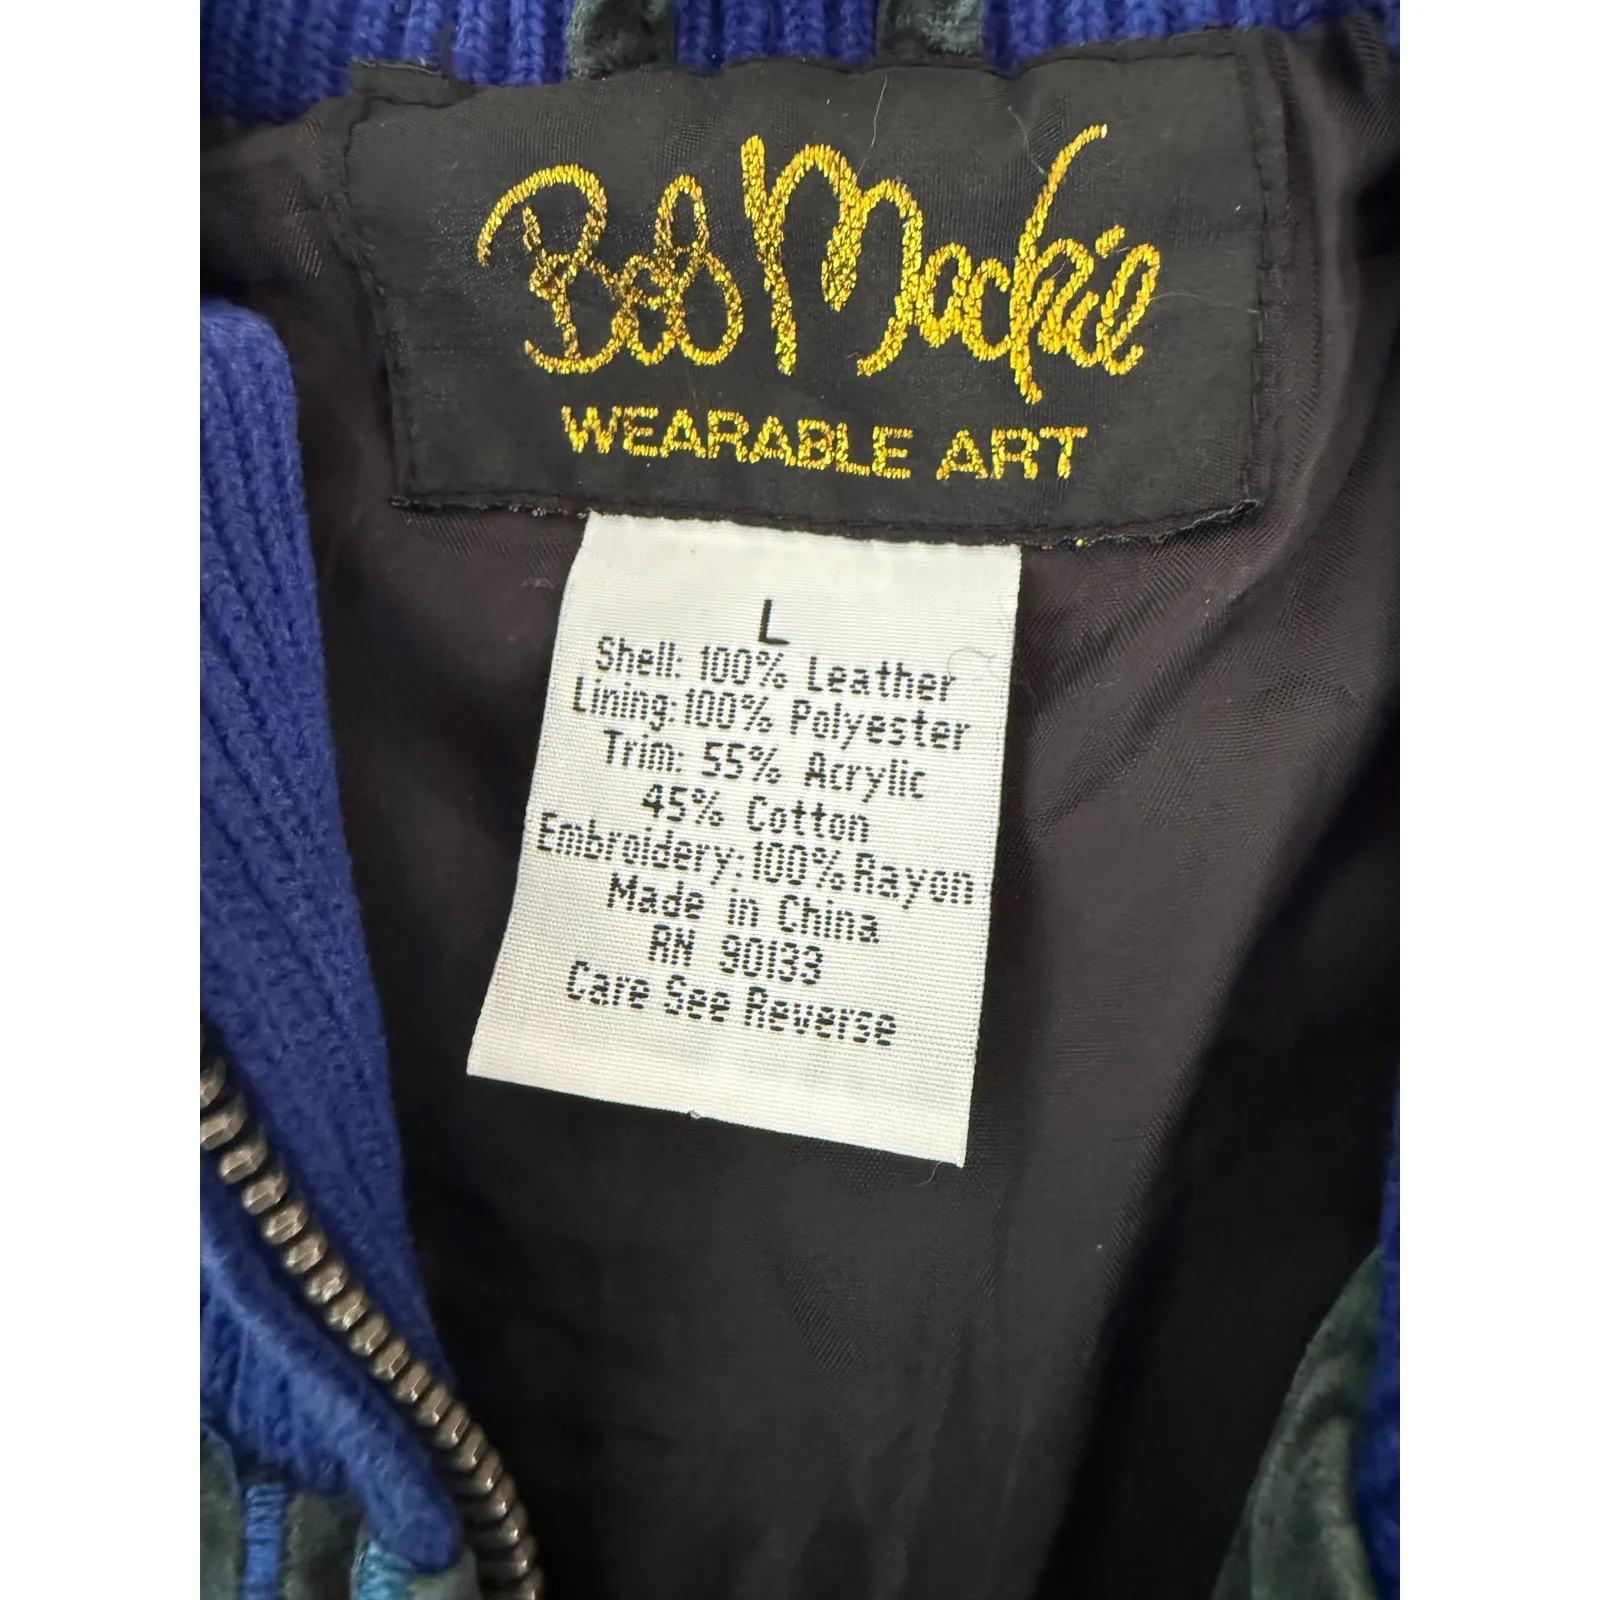 Bob Mackie
WEARABLE ART
L
Shell: 100% Leather
Lining: 100% Polyester
Trim: 55% Acrylic
45% Cotton
Embroidery: 100% Rayon
Made in China
RN 90133
Care See Reverse